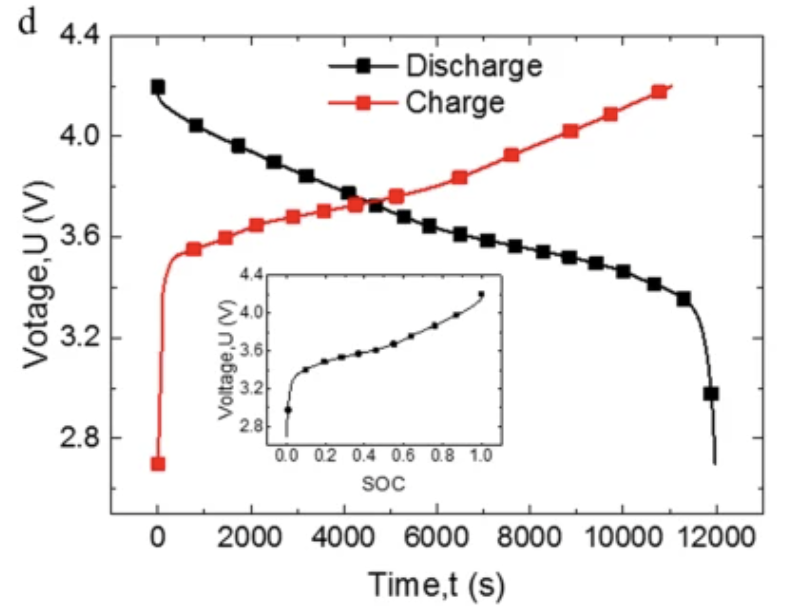 d
4.4
4.0
3.6
3.2
2.8
Votage,U (V)
Discharge
Charge
4.4
4.0
3.6
3.2
2.8
Voltage,U (V)
0.0 0.2 0.4 0.6 0.8 1.0
SOC
0 2000 4000 6000 8000 10000 12000
Time,t (s)